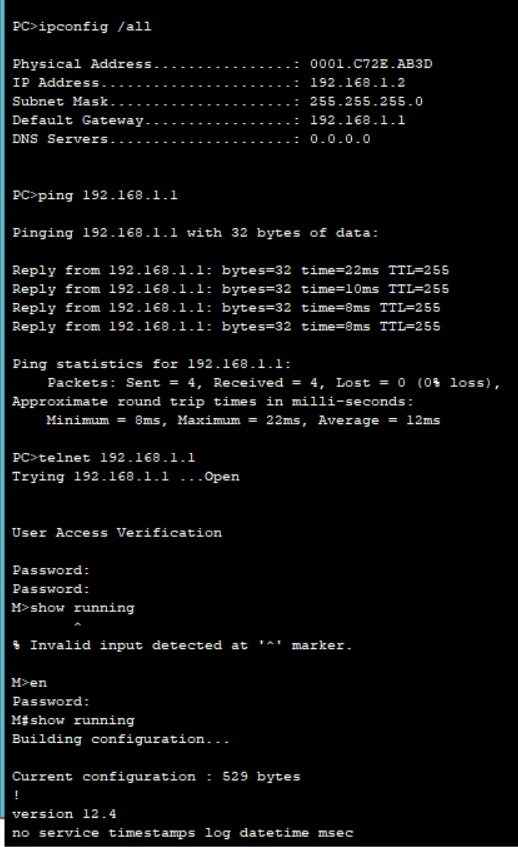 PC>ipconfig /all
Physical Address................: 0001.C72E.AB3D
IP Address......................: 192.168.1.2
Subnet Mask.....................: 255.255.255.0
Default Gateway.................: 192.168.1.1
DNS Servers.....................: 0.0.0.0
PC>ping 192.168.1.1
Pinging 192.168.1.1 with 32 bytes of data:
Reply from 192.168.1.1: bytes=32 time=22ms TTL=255
Reply from 192.168.1.1: bytes=32 time=10ms TTL=255
Reply from 192.168.1.1: bytes=32 time=8ms TTL=255
Reply from 192.168.1.1: bytes=32 time=8ms TTL=255
Ping statistics for 192.168.1.1:
    Packets: Sent = 4, Received = 4, Lost = 0 (0% loss),
Approximate round trip times in milli-seconds:
    Minimum = 8ms, Maximum = 22ms, Average = 12ms
PC>telnet 192.168.1.1
Trying 192.168.1.1 ...Open
User Access Verification
Password:
Password:
M>show running
       ^
% Invalid input detected at '^' marker.
M>en
Password:
M#show running
Building configuration...
Current configuration : 529 bytes
!
version 12.4
no service timestamps log datetime msec